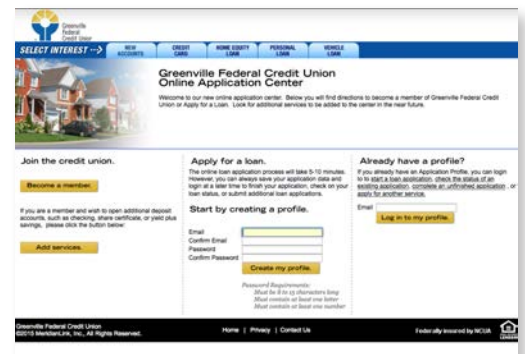 Greenville
Federal
Credit Union
SELECT INTEREST
NEW ACCOUNTS
CREDIT CARD
HOME EQUITY LOAN
PERSONAL LOAN
VEHICLE LOAN
Greenville Federal Credit Union
Online Application Center
Welcome to our new online application center. Below you will find directions to become a member of Greenville Federal Credit
Union or Apply for a Loan. Look for additional services to be added to the center in the near future.
Join the credit union.
Become a member.
If you are a member and wish to open additional deposit
accounts, such as checking, share certificate, or yield plus
savings, please click the button below:
Add services.
Apply for a loan.
The online loan application process will take 5-10 minutes.
However, you can always save your application data and
login at a later time to finish your application, check on your
loan status, or submit additional loan applications.
Start by creating a profile.
Email
Confirm Email
Password
Confirm Password
Create my profile.
Password Requirements:
Must be 8 to 15 characters long
Must contain at least one letter
Must contain at least one number
Already have a profile?
If you already have an Application Profile, you can login
to start a loan application, check the status of an
existing application, complete an unfinished application, or
apply for another service.
Email
Log in to my profile.
Greenville Federal Credit Union
©2015 MeridianLink, Inc., All Rights Reserved.
Home | Privacy | Contact Us
Federally insured by NCUA